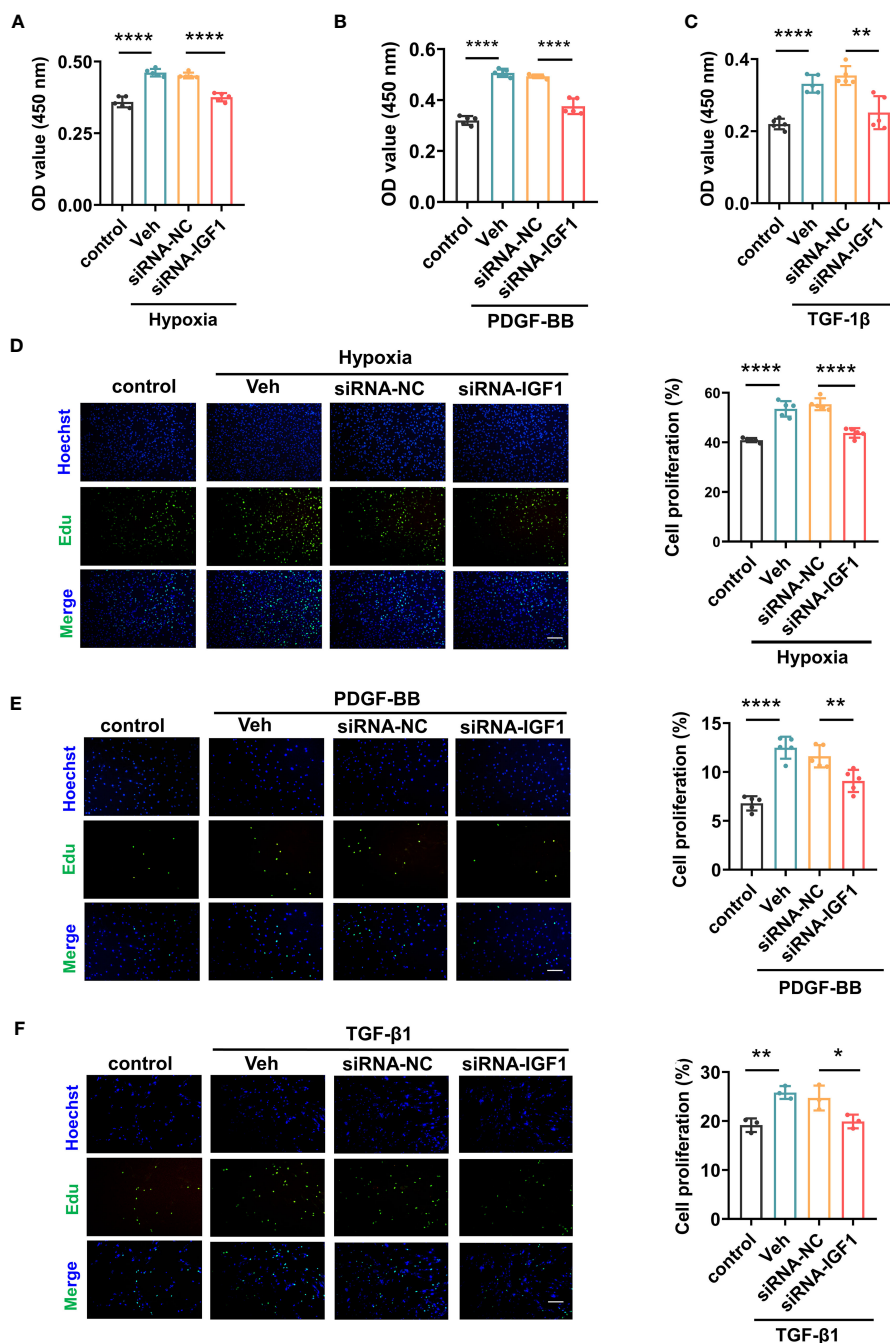 A
**** ****
OD value (450 nm)
0.50
0.25
0.00
control
Veh
siRNA-NC
siRNA-IGF1
Hypoxia
B
**** ****
OD value (450 nm)
0.6
0.4
0.2
0.0
control
Veh
siRNA-NC
siRNA-IGF1
PDGF-BB
C
**** **
OD value (450 nm)
0.4
0.2
0.0
control
Veh
siRNA-NC
siRNA-IGF1
TGF-1β
D
Hypoxia
control Veh siRNA-NC siRNA-IGF1
Hoechst
Edu
Merge
**** ****
Cell proliferation (%)
60
40
20
0
control
Veh
siRNA-NC
siRNA-IGF1
Hypoxia
E
PDGF-BB
control Veh siRNA-NC siRNA-IGF1
Hoechst
Edu
Merge
**** **
Cell proliferation (%)
15
10
5
0
control
Veh
siRNA-NC
siRNA-IGF1
PDGF-BB
F
TGF-β1
control Veh siRNA-NC siRNA-IGF1
Hoechst
Edu
Merge
** *
Cell proliferation (%)
30
20
10
0
control
Veh
siRNA-NC
siRNA-IGF1
TGF-β1